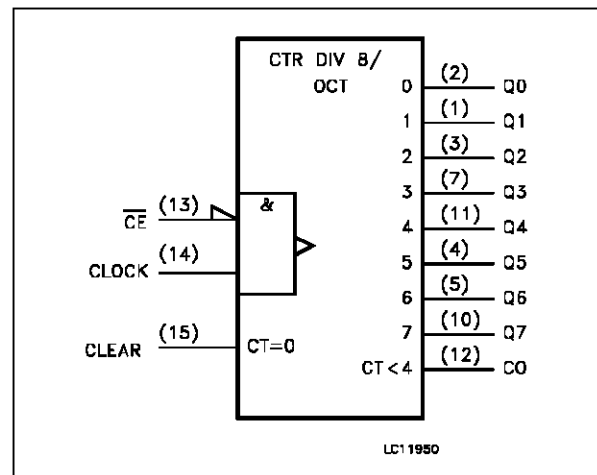 CTR DIV 8/
OCT
0 (2) Q0
1 (1) Q1
2 (3) Q2
3 (7) Q3
4 (11) Q4
5 (4) Q5
6 (5) Q6
7 (10) Q7
CT<4 (12) CO
&
CE (13)
CLOCK (14)
CLEAR (15) CT=0
LC11950